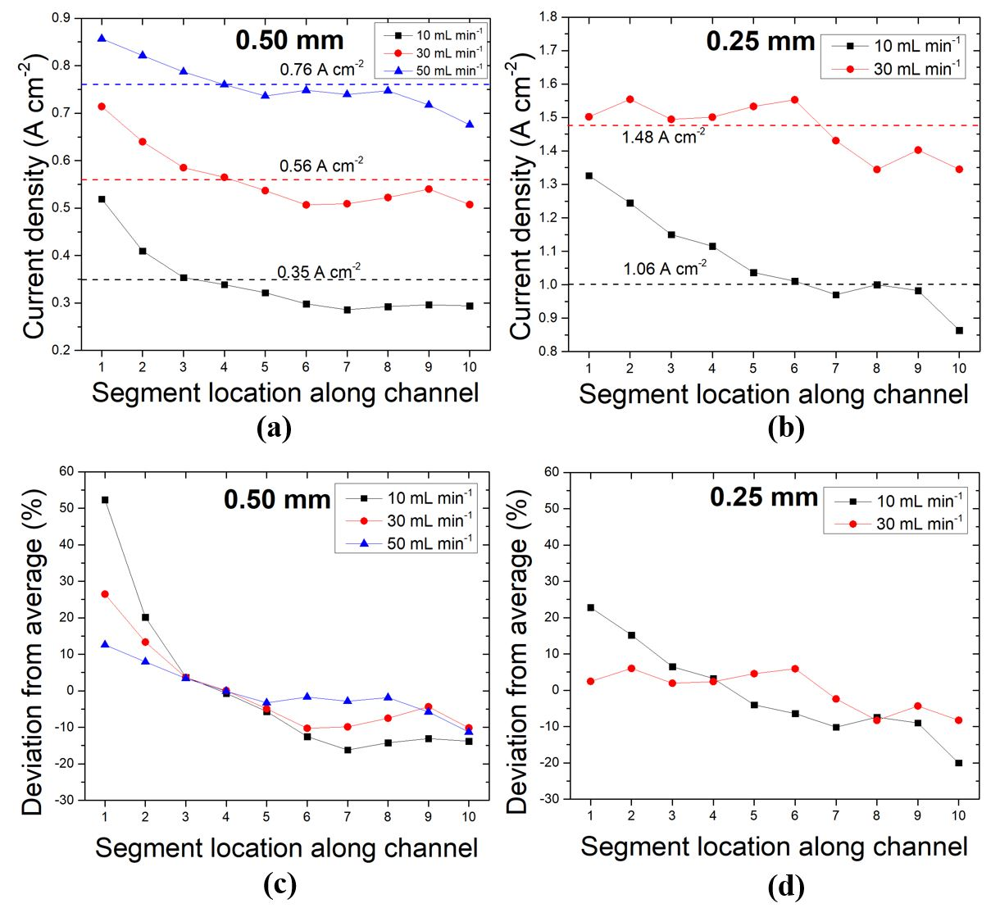 0.50 mm
10 mL min⁻¹
30 mL min⁻¹
50 mL min⁻¹
0.76 A cm⁻²
0.56 A cm⁻²
0.35 A cm⁻²
Current density (A cm⁻²)
0.9
0.8
0.7
0.6
0.5
0.4
0.3
0.2
1 2 3 4 5 6 7 8 9 10
Segment location along channel
(a)
0.25 mm
10 mL min⁻¹
30 mL min⁻¹
1.48 A cm⁻²
1.06 A cm⁻²
Current density (A cm⁻²)
1.8
1.7
1.6
1.5
1.4
1.3
1.2
1.1
1.0
0.9
0.8
1 2 3 4 5 6 7 8 9 10
Segment location along channel
(b)
0.50 mm
10 mL min⁻¹
30 mL min⁻¹
50 mL min⁻¹
Deviation from average (%)
60
50
40
30
20
10
0
-10
-20
-30
1 2 3 4 5 6 7 8 9 10
Segment location along channel
(c)
0.25 mm
10 mL min⁻¹
30 mL min⁻¹
Deviation from average (%)
60
50
40
30
20
10
0
-10
-20
-30
1 2 3 4 5 6 7 8 9 10
Segment location along channel
(d)